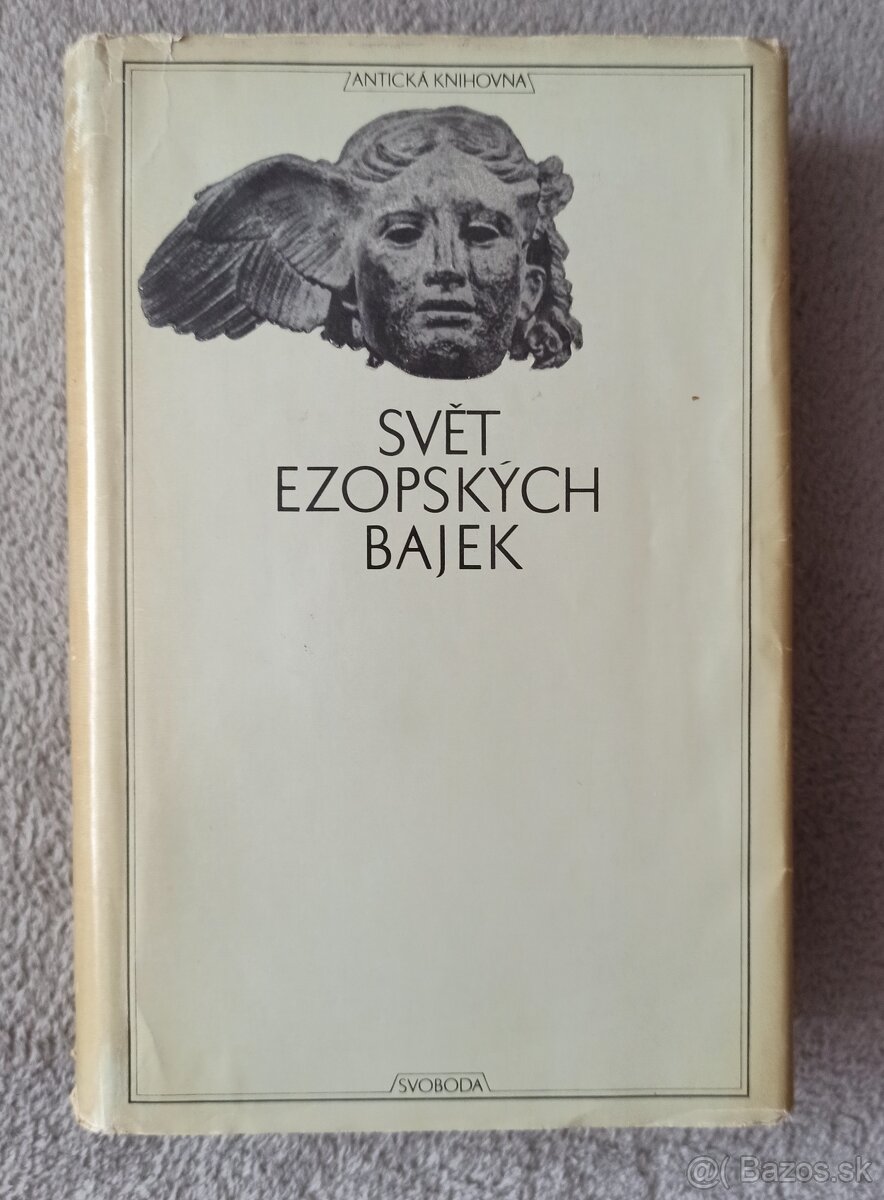 ANTICKÁ KNIHOVNA
SVĚT
EZOPSKÝCH
BAJEK
SVOBODA
@( Bazos.sk